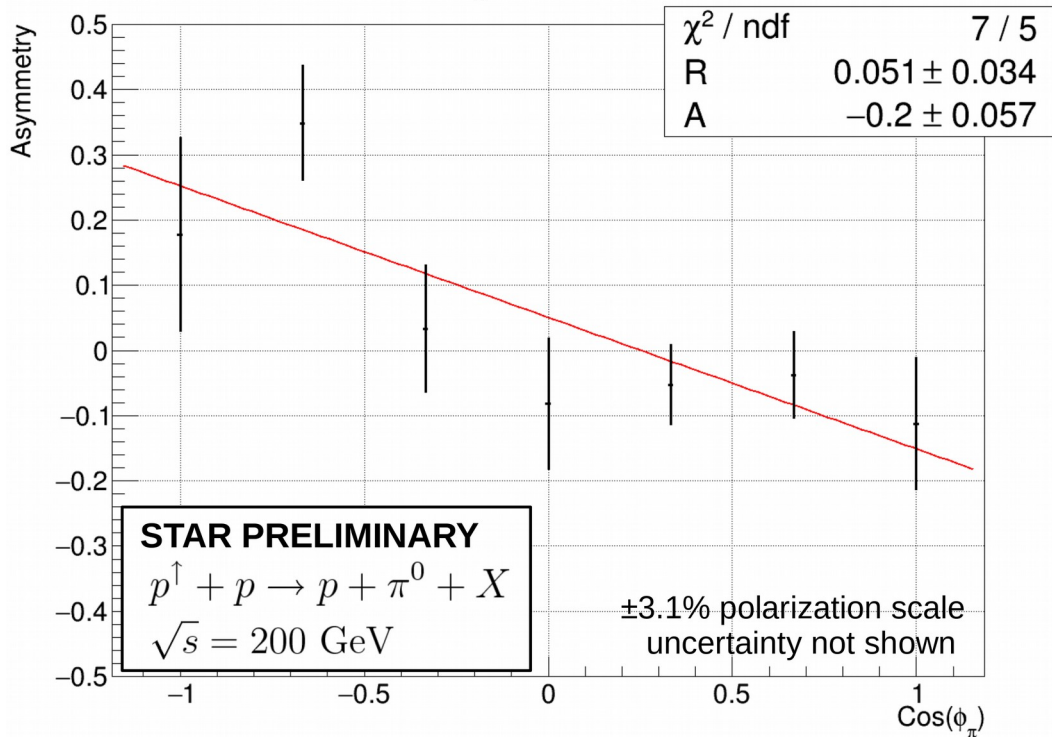 χ² / ndf 7 / 5
R 0.051 ± 0.034
A −0.2 ± 0.057
Asymmetry
0.5
0.4
0.3
0.2
0.1
0
−0.1
−0.2
−0.3
−0.4
−0.5
STAR PRELIMINARY
p↑ + p → p + π⁰ + X
√s = 200 GeV
±3.1% polarization scale
uncertainty not shown
−1 −0.5 0 0.5 1
Cos(ϕ_π)